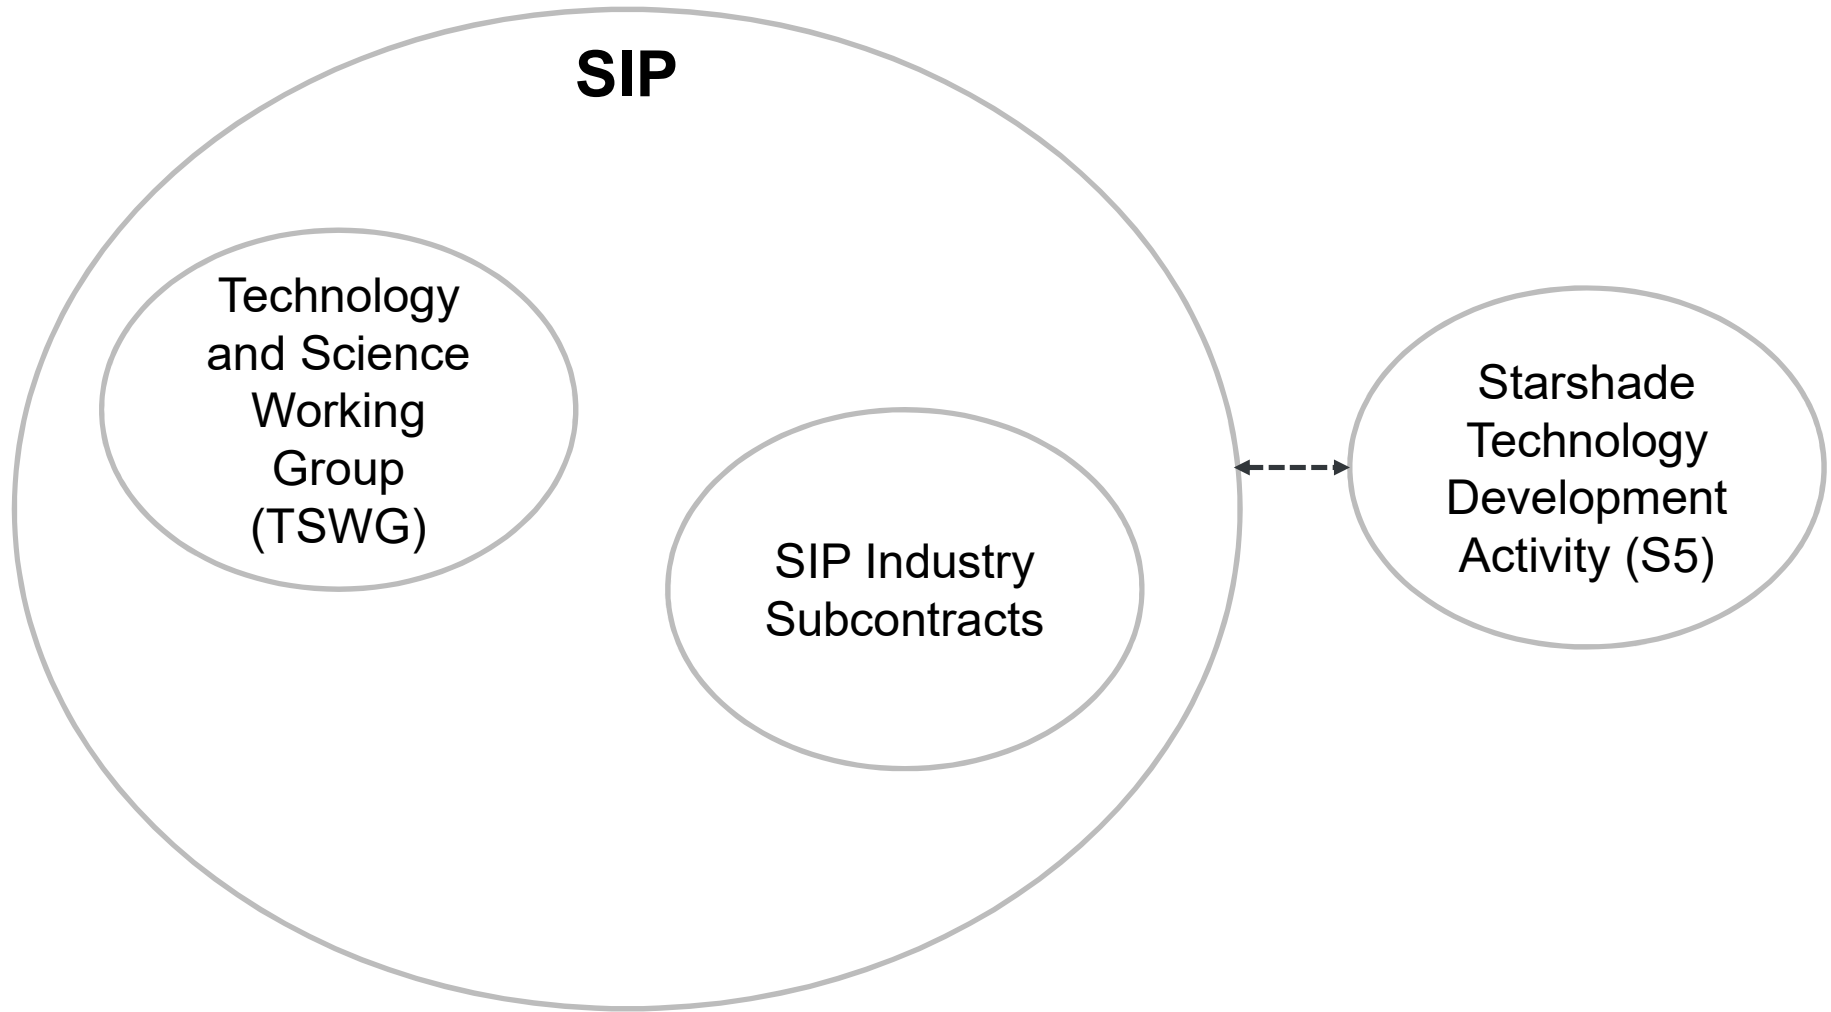 SIP
Technology
and Science
Working
Group
(TSWG)
SIP Industry
Subcontracts
Starshade
Technology
Development
Activity (S5)